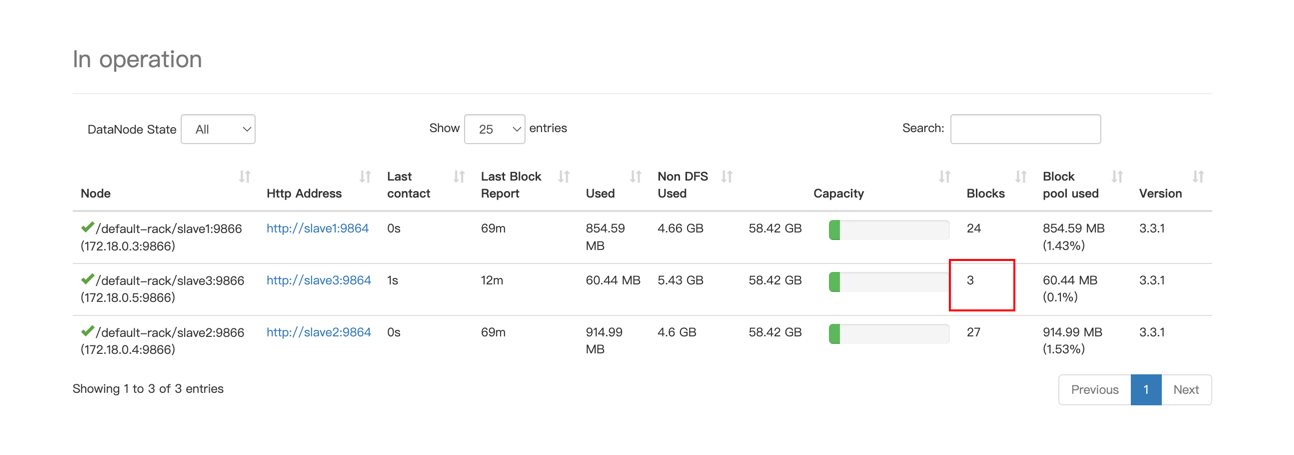 In operation
DataNode State All Show 25 entries Search:
Node Http Address Last contact Last Block Report Used Non DFS Used Capacity Blocks Block pool used Version
/default-rack/slave1:9866 (172.18.0.3:9866) http://slave1:9864 0s 69m 854.59 MB 4.66 GB 58.42 GB 24 854.59 MB (1.43%) 3.3.1
/default-rack/slave3:9866 (172.18.0.5:9866) http://slave3:9864 1s 12m 60.44 MB 5.43 GB 58.42 GB 3 60.44 MB (0.1%) 3.3.1
/default-rack/slave2:9866 (172.18.0.4:9866) http://slave2:9864 0s 69m 914.99 MB 4.6 GB 58.42 GB 27 914.99 MB (1.53%) 3.3.1
Showing 1 to 3 of 3 entries Previous 1 Next